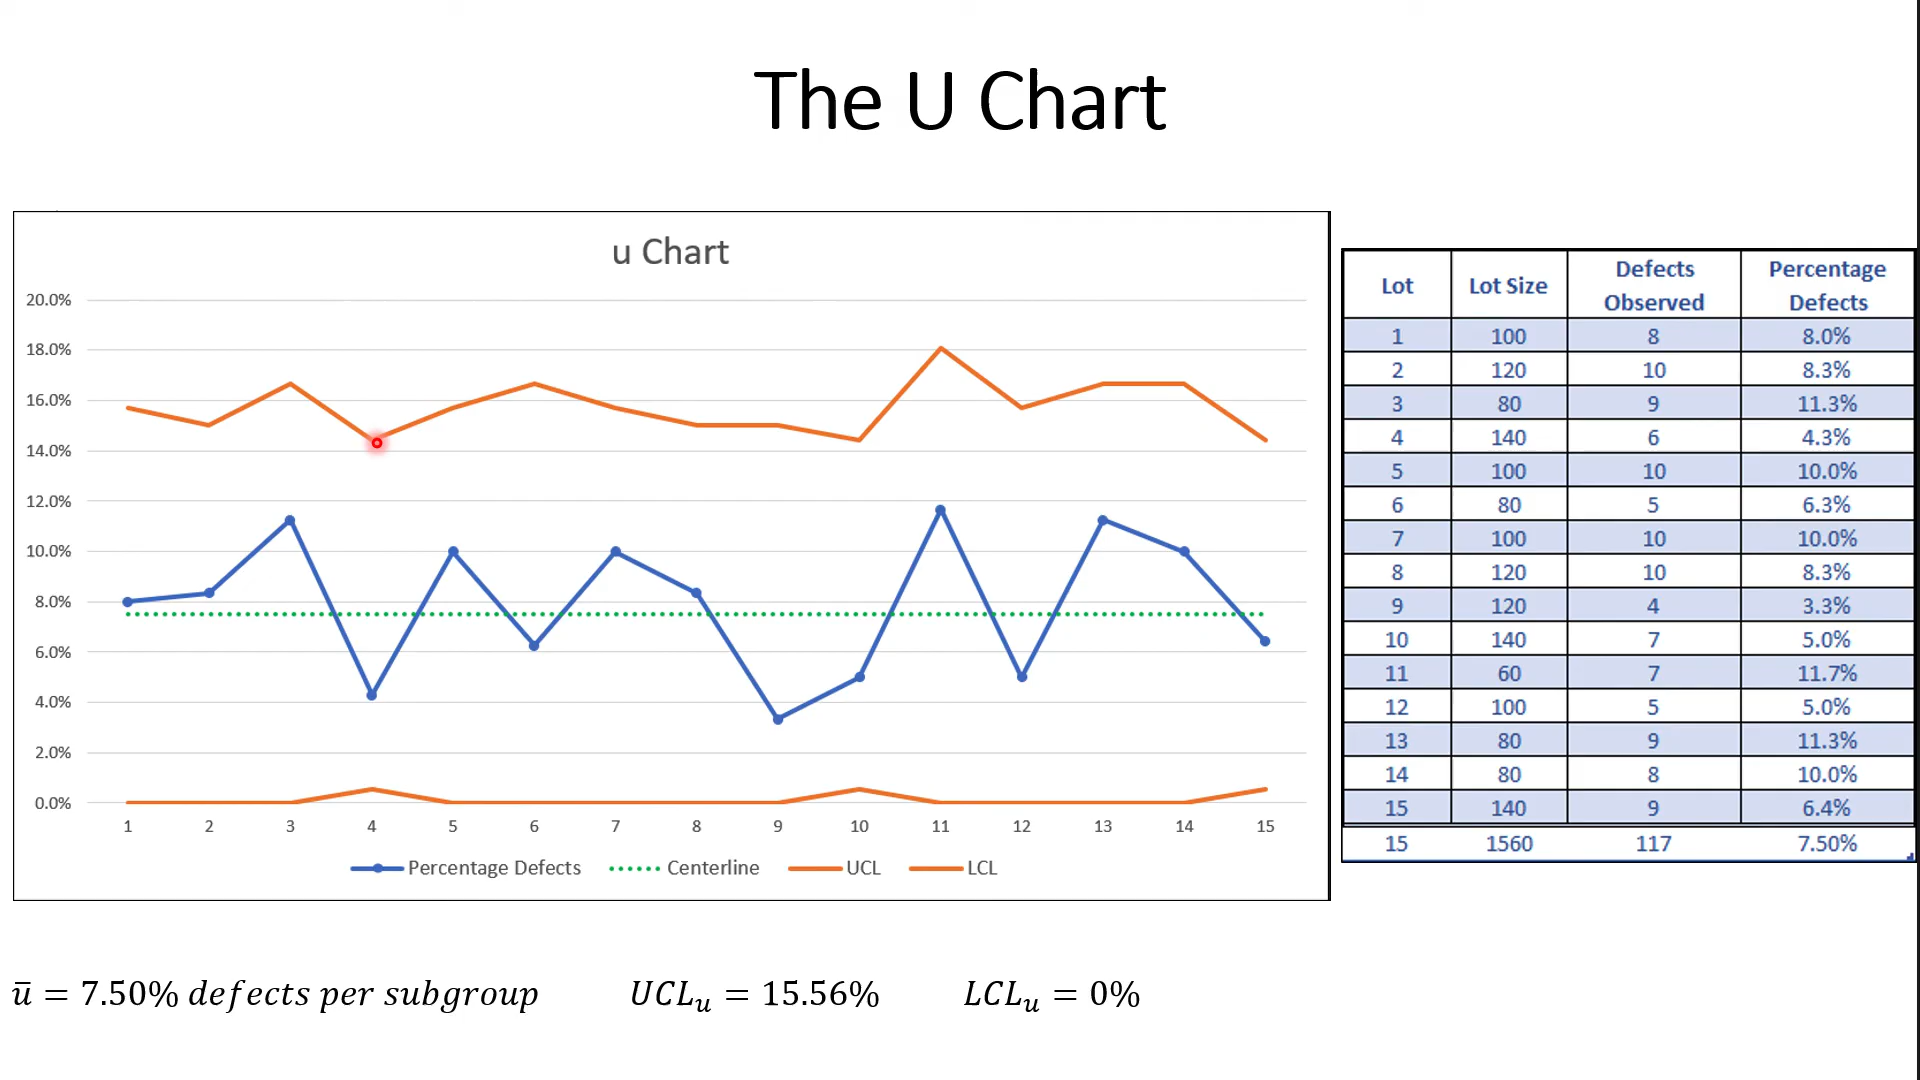 The U Chart
u Chart
20.0%
18.0%
16.0%
14.0%
12.0%
10.0%
8.0%
6.0%
4.0%
2.0%
0.0%
1 2 3 4 5 6 7 8 9 10 11 12 13 14 15
Percentage Defects Centerline UCL LCL
Lot Lot Size Defects Observed Percentage Defects
1 100 8 8.0%
2 120 10 8.3%
3 80 9 11.3%
4 140 6 4.3%
5 100 10 10.0%
6 80 5 6.3%
7 100 10 10.0%
8 120 10 8.3%
9 120 4 3.3%
10 140 7 5.0%
11 60 7 11.7%
12 100 5 5.0%
13 80 9 11.3%
14 80 8 10.0%
15 140 9 6.4%
15 1560 117 7.50%
ū = 7.50% defects per subgroup UCLᵤ = 15.56% LCLᵤ = 0%